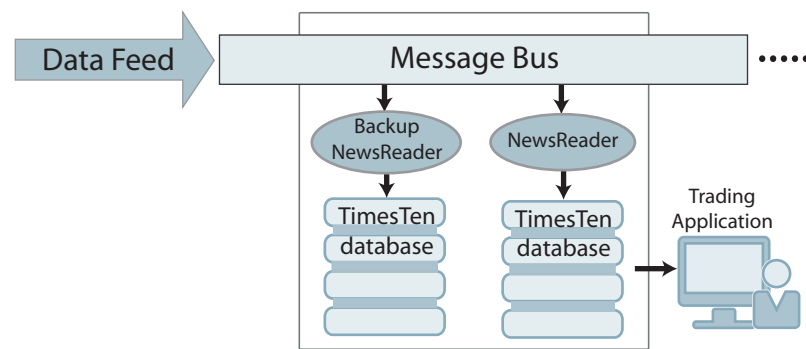 Data Feed
Message Bus
Backup
NewsReader
NewsReader
TimesTen
database
TimesTen
database
Trading
Application